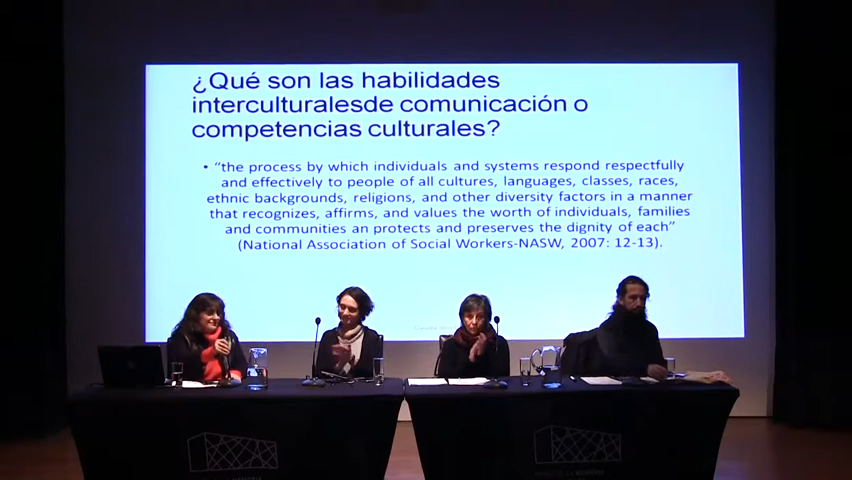 ¿Qué son las habilidades
interculturalesde comunicación o
competencias culturales?
• “the process by which individuals and systems respond respectfully
and effectively to people of all cultures, languages, classes, races,
ethnic backgrounds, religions, and other diversity factors in a manner
that recognizes, affirms, and values the worth of individuals, families
and communities an protects and preserves the dignity of each”
(National Association of Social Workers-NASW, 2007: 12-13).